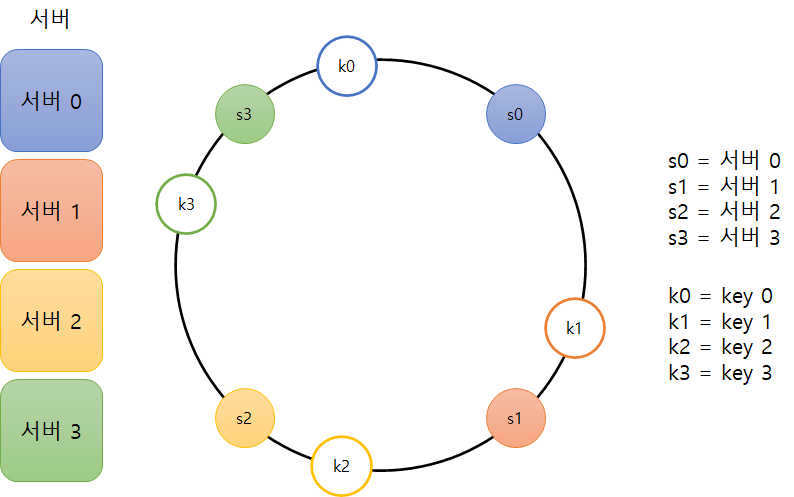 서버
서버 0
서버 1
서버 2
서버 3
k0
s3
s0
k3
k1
s2
s1
k2
s0 = 서버 0
s1 = 서버 1
s2 = 서버 2
s3 = 서버 3
k0 = key 0
k1 = key 1
k2 = key 2
k3 = key 3